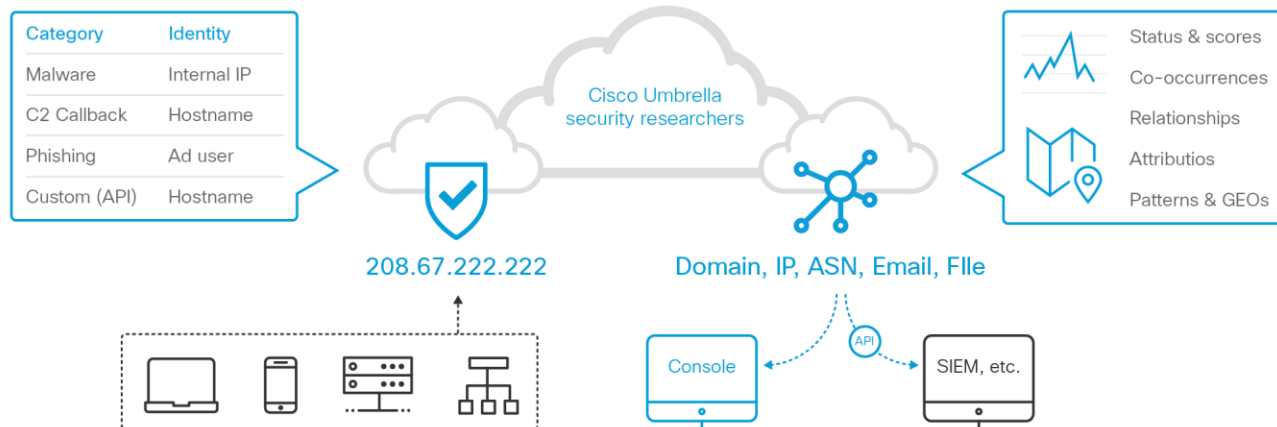 Category Identity
Malware Internal IP
C2 Callback Hostname
Phishing Ad user
Custom (API) Hostname
Cisco Umbrella
security researchers
Status & scores
Co-occurrences
Relationships
Attributios
Patterns & GEOs
208.67.222.222
Domain, IP, ASN, Email, FIle
API
Console
SIEM, etc.